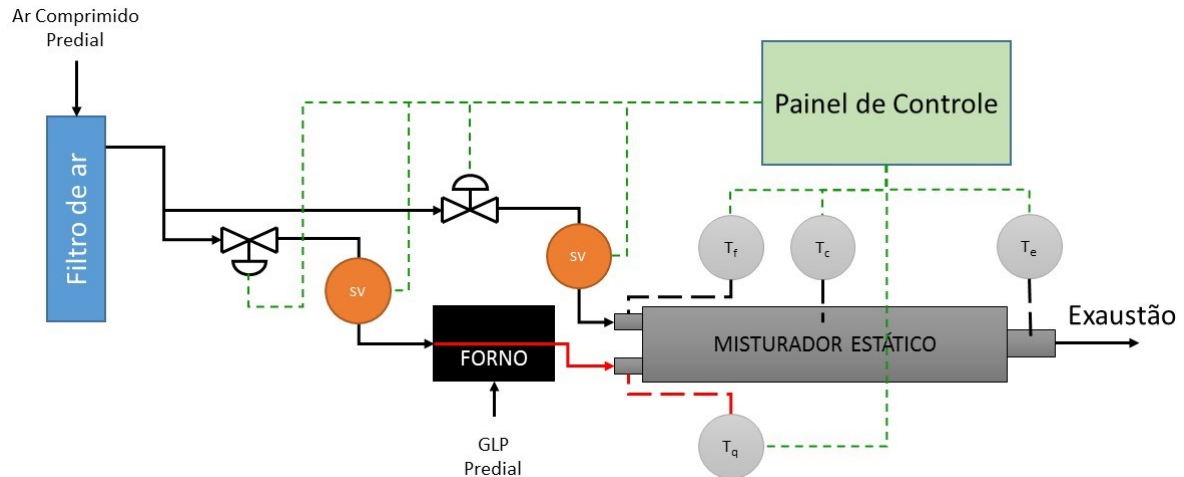 Ar Comprimido
Predial
Painel de Controle
Filtro de ar
SV
SV
Tf
Tc
Te
Exaustão
MISTURADOR ESTÁTICO
FORNO
GLP
Predial
Tq